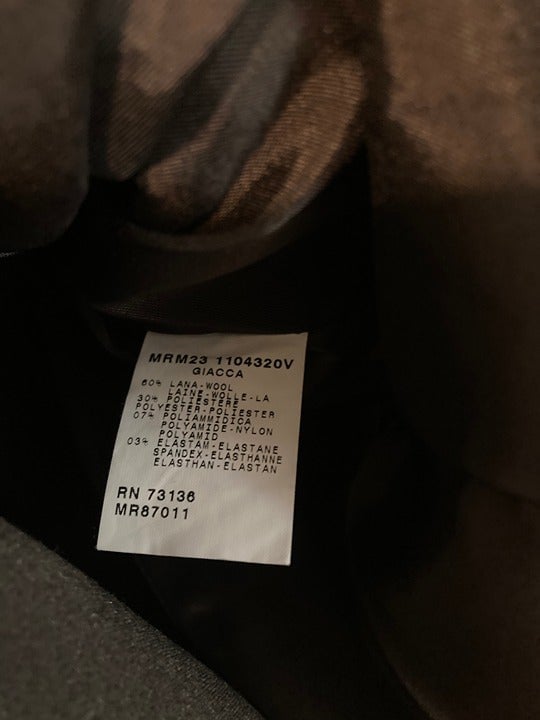 MRM23 1104320V
GIACCA
60% LANA-WOOL
LAINE-WOLLE-LA
30% POLIESTERE
POLYESTER-POLIESTER
07% POLIAMMIDICA
POLYAMIDE-NYLON
POLYAMID
03% ELASTAM-ELASTANE
SPANDEX-ELASTHANNE
ELASTHAN-ELASTAN
RN 73136
MR87011